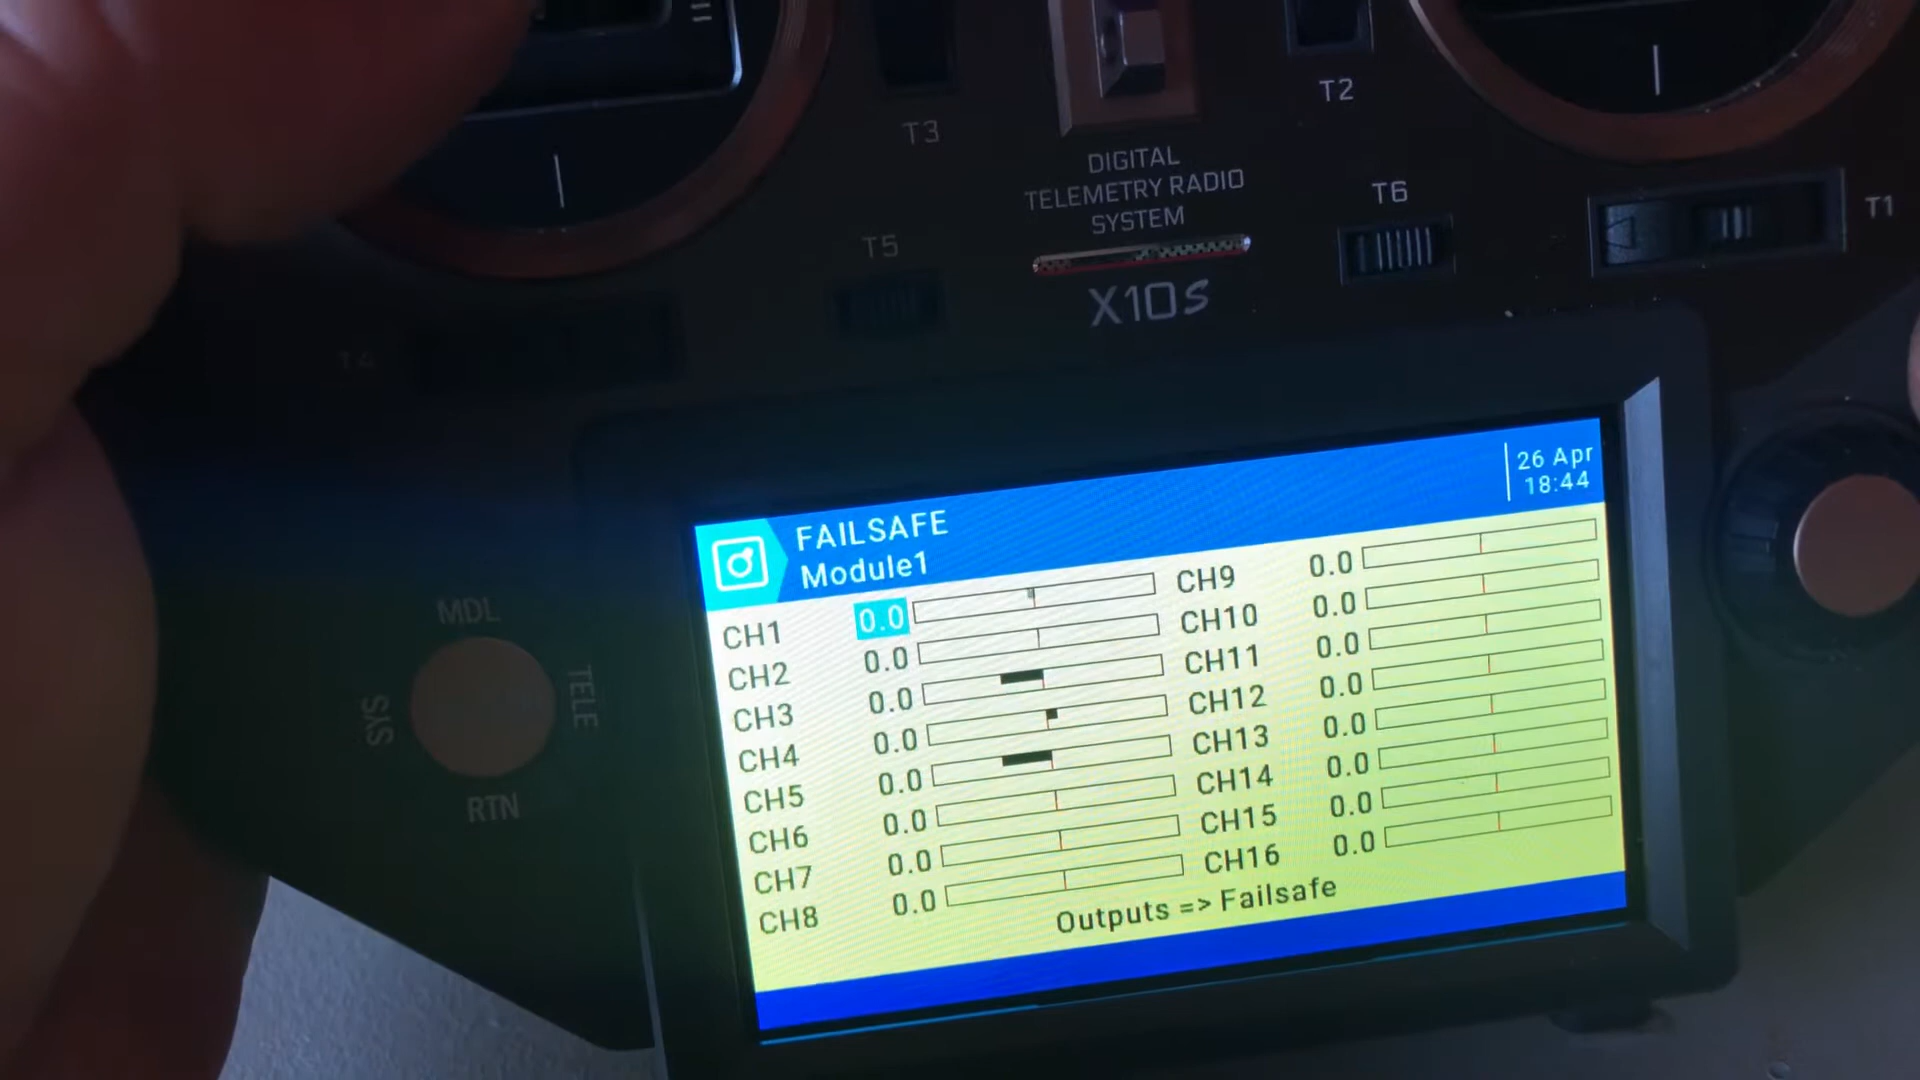 T3
T2
DIGITAL
TELEMETRY RADIO
SYSTEM
T5
T6
T1
X10S
T4
MDL
SYS
TELE
RTN
FAILSAFE
Module1
26 Apr
18:44
CH1 0.0
CH2 0.0
CH3 0.0
CH4 0.0
CH5 0.0
CH6 0.0
CH7 0.0
CH8 0.0
CH9 0.0
CH10 0.0
CH11 0.0
CH12 0.0
CH13 0.0
CH14 0.0
CH15 0.0
CH16 0.0
Outputs => Failsafe